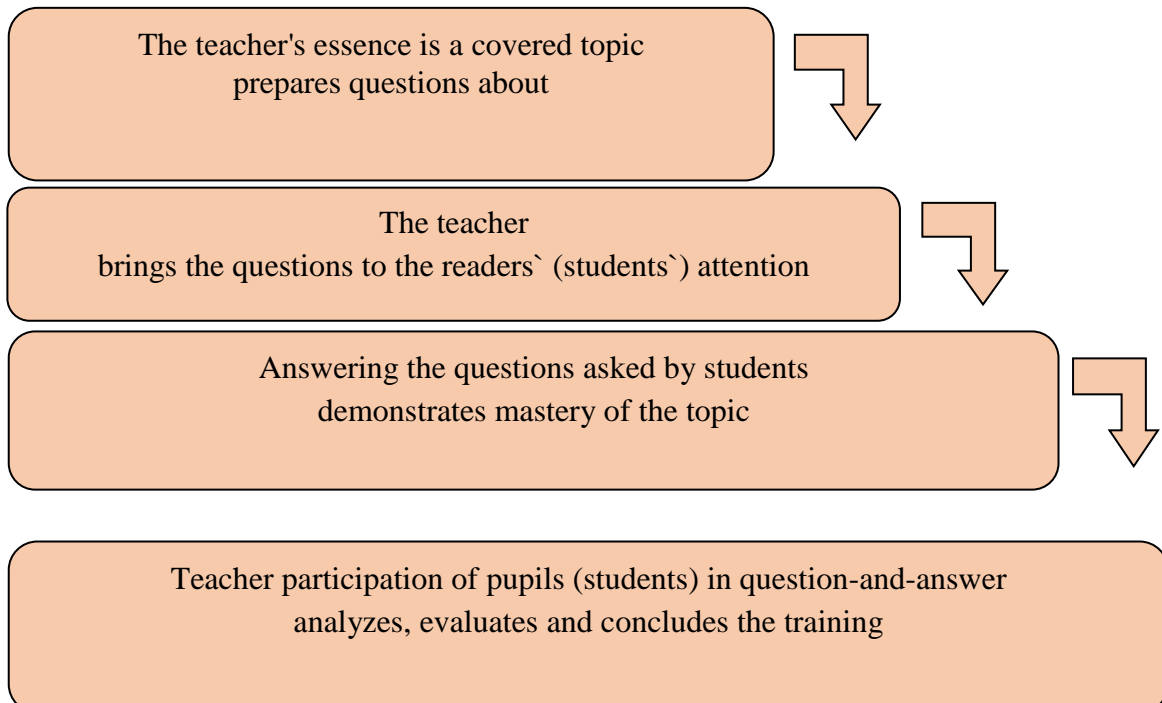 The teacher's essence is a covered topic
prepares questions about
The teacher
brings the questions to the readers` (students`) attention
Answering the questions asked by students
demonstrates mastery of the topic
Teacher participation of pupils (students) in question-and-answer
analyzes, evaluates and concludes the training